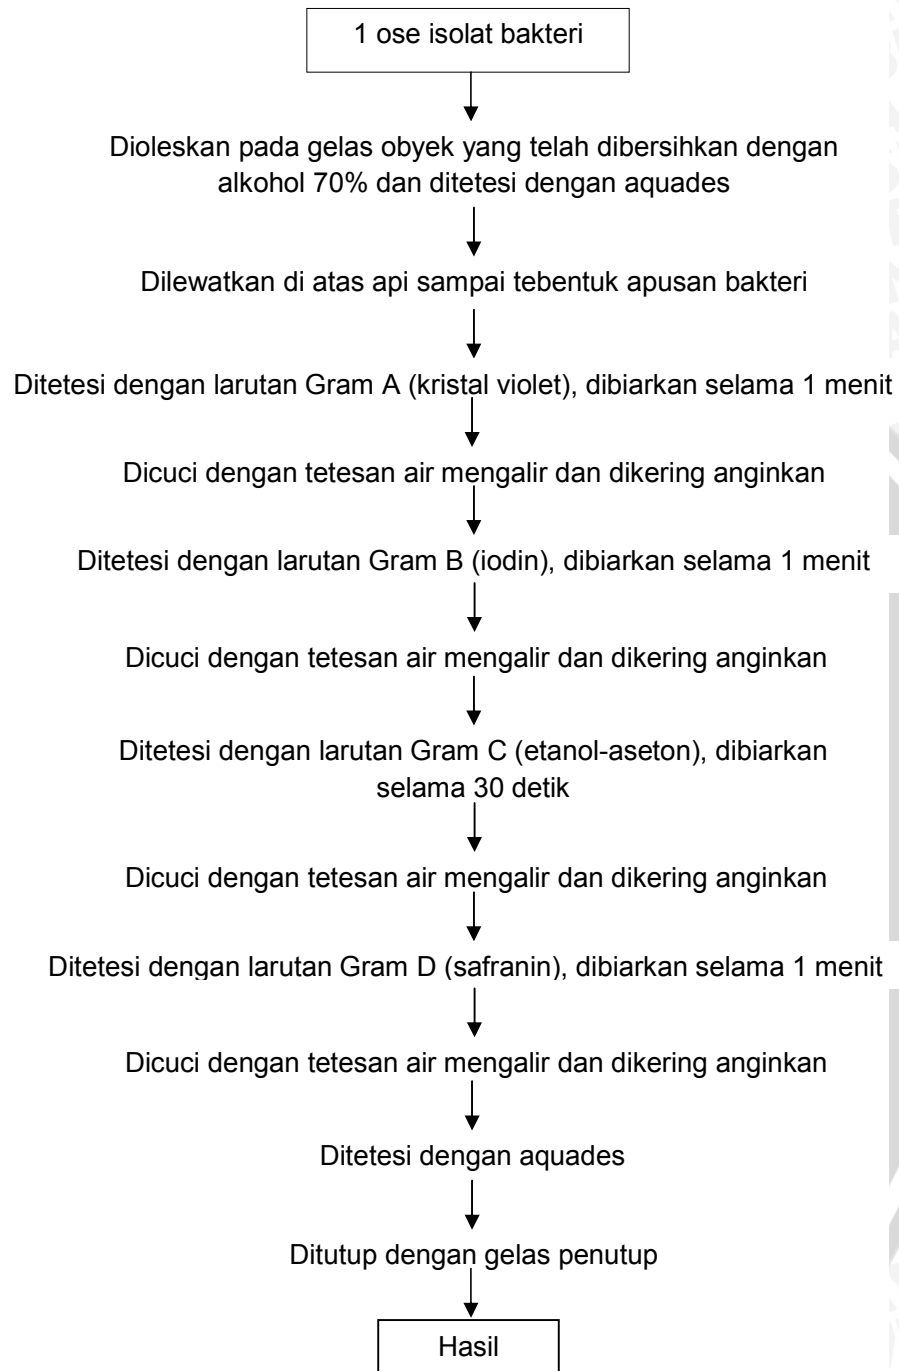 1 ose isolat bakteri
Dioleskan pada gelas obyek yang telah dibersihkan dengan
alkohol 70% dan ditetesi dengan aquades
Dilewatkan di atas api sampai tebentuk apusan bakteri
Ditetesi dengan larutan Gram A (kristal violet), dibiarkan selama 1 menit
Dicuci dengan tetesan air mengalir dan dikering anginkan
Ditetesi dengan larutan Gram B (iodin), dibiarkan selama 1 menit
Dicuci dengan tetesan air mengalir dan dikering anginkan
Ditetesi dengan larutan Gram C (etanol-aseton), dibiarkan
selama 30 detik
Dicuci dengan tetesan air mengalir dan dikering anginkan
Ditetesi dengan larutan Gram D (safranin), dibiarkan selama 1 menit
Dicuci dengan tetesan air mengalir dan dikering anginkan
Ditetesi dengan aquades
Ditutup dengan gelas penutup
Hasil